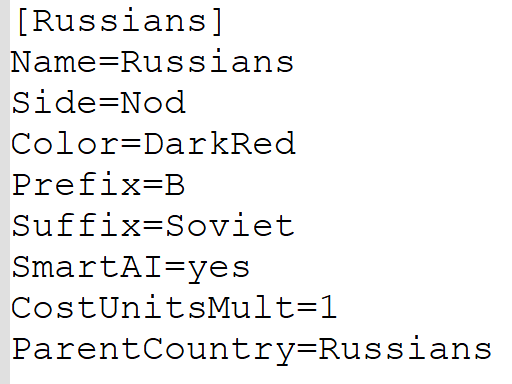 [Russians]
Name=Russians
Side=Nod
Color=DarkRed
Prefix=B
Suffix=Soviet
SmartAI=yes
CostUnitsMult=1
ParentCountry=Russians